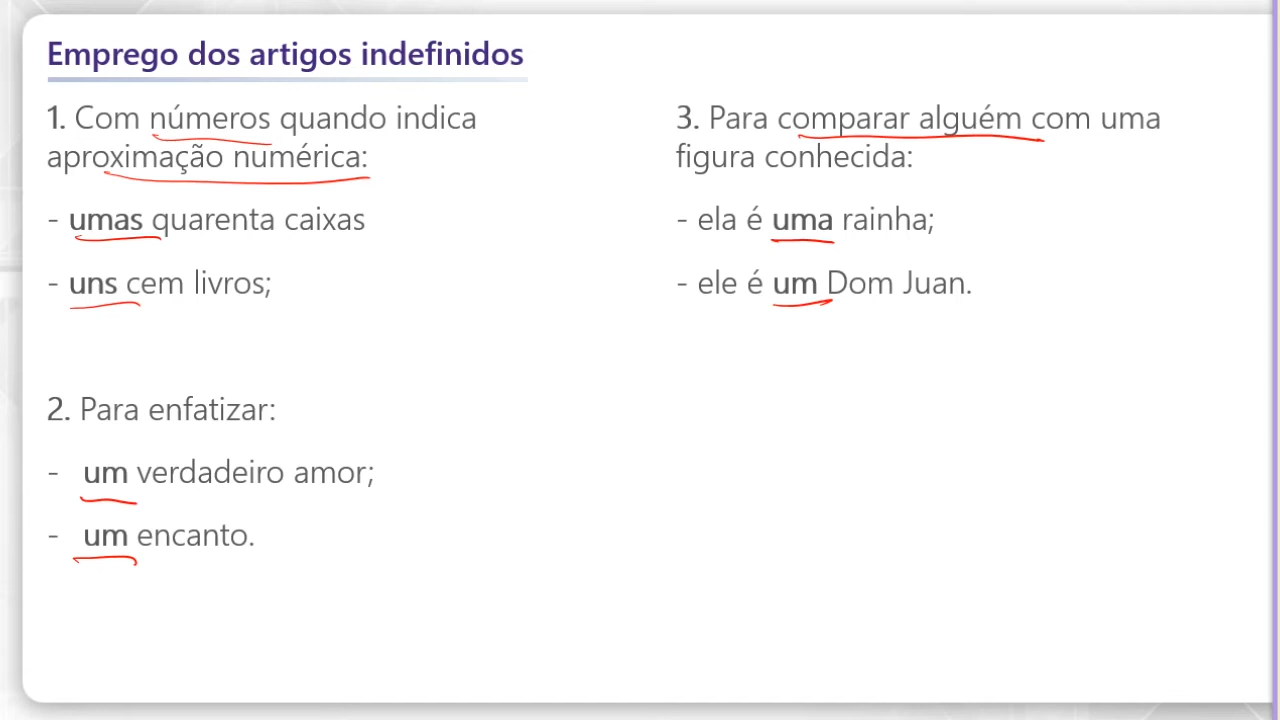 Emprego dos artigos indefinidos
1. Com números quando indica
aproximação numérica:
- umas quarenta caixas
- uns cem livros;
2. Para enfatizar:
- um verdadeiro amor;
- um encanto.
3. Para comparar alguém com uma
figura conhecida:
- ela é uma rainha;
- ele é um Dom Juan.